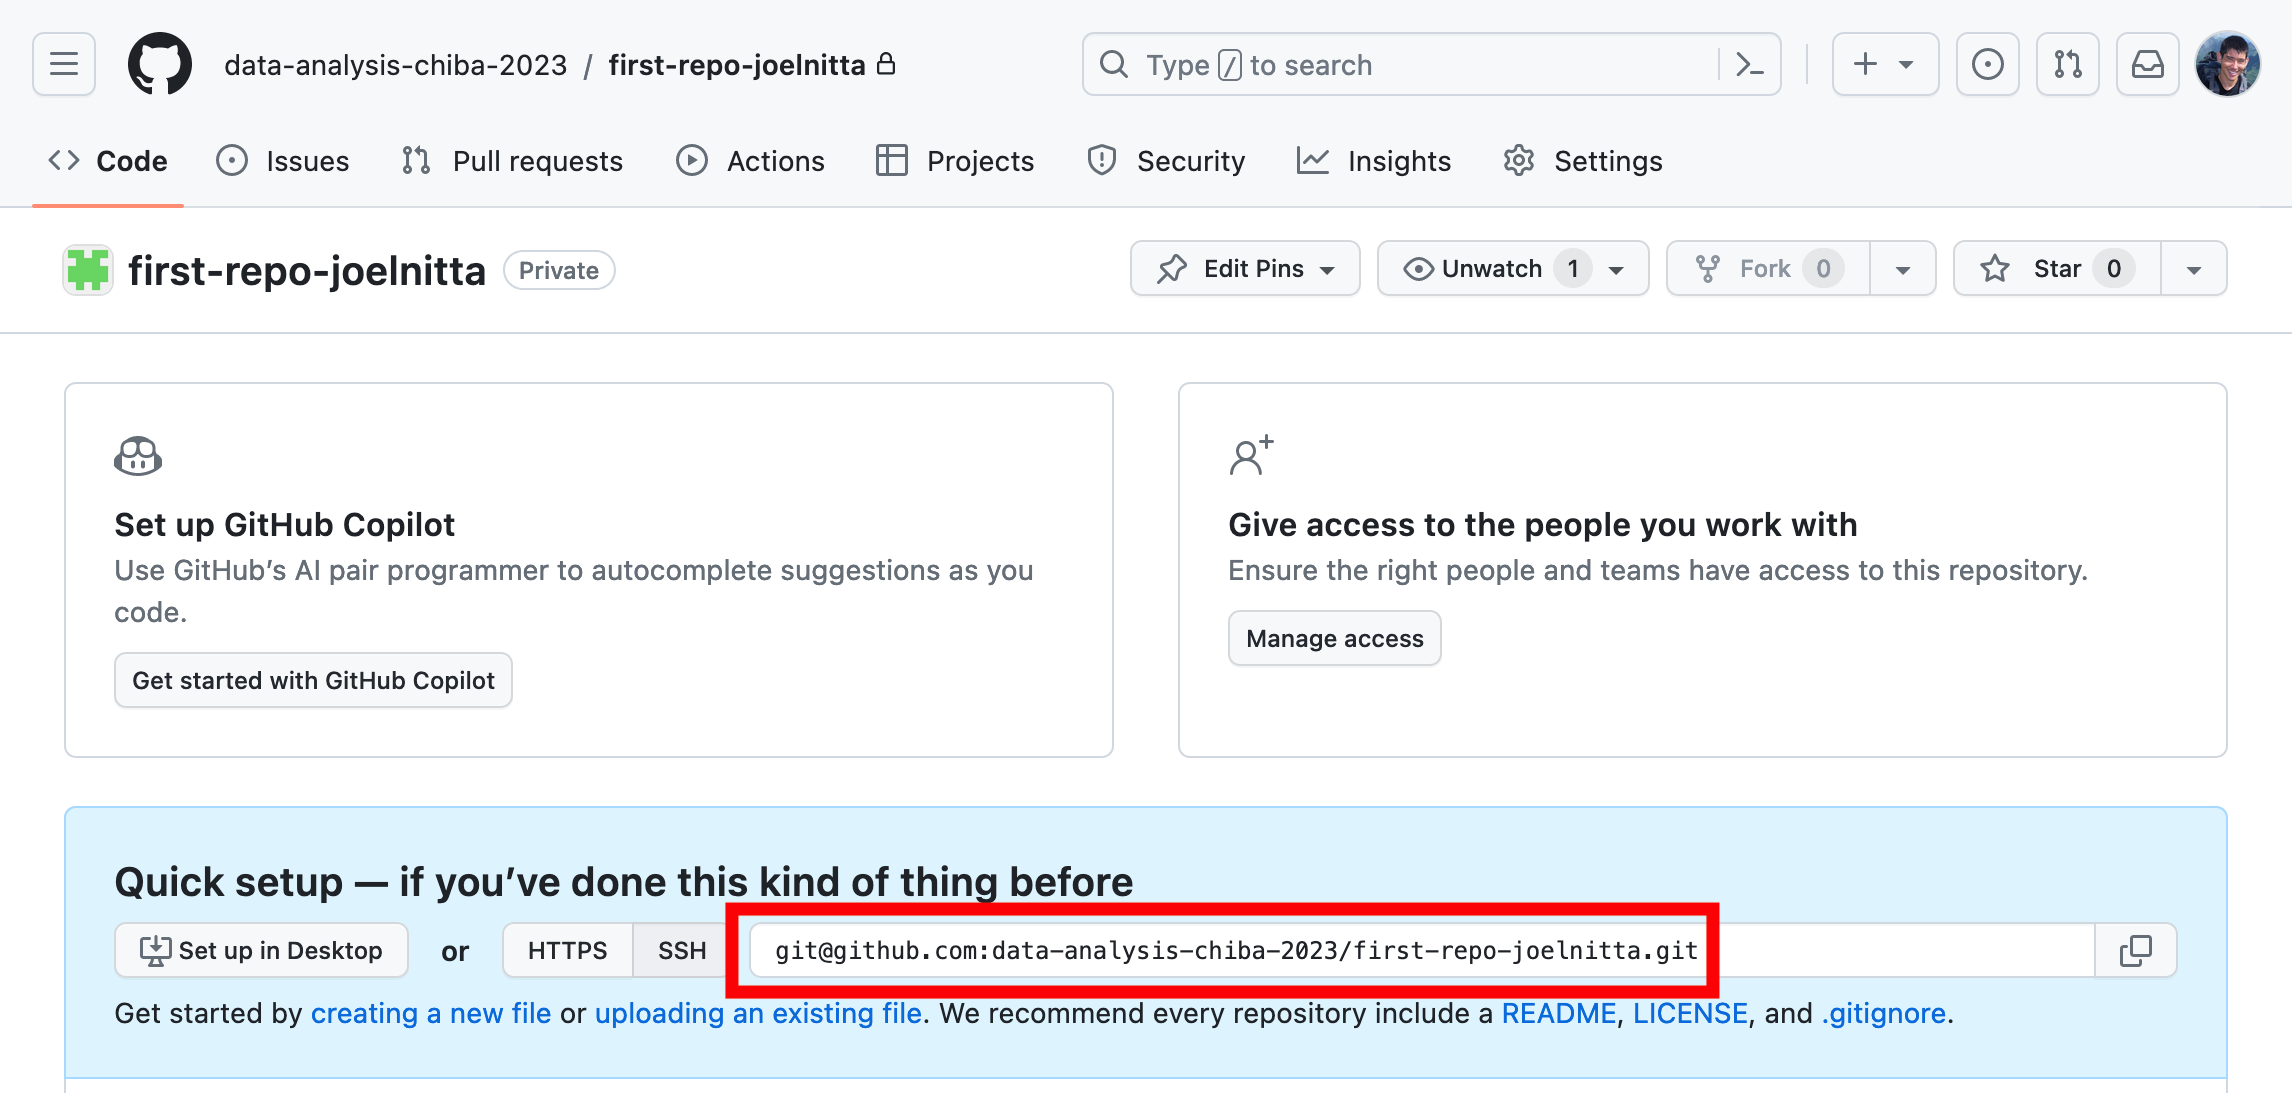 data-analysis-chiba-2023 / first-repo-joelnitta
Type / to search
Code Issues Pull requests Actions Projects Security Insights Settings
first-repo-joelnitta Private
Edit Pins Unwatch 1 Fork 0 Star 0
Set up GitHub Copilot
Use GitHub’s AI pair programmer to autocomplete suggestions as you
code.
Get started with GitHub Copilot
Give access to the people you work with
Ensure the right people and teams have access to this repository.
Manage access
Quick setup — if you’ve done this kind of thing before
Set up in Desktop or HTTPS SSH git@github.com:data-analysis-chiba-2023/first-repo-joelnitta.git
Get started by creating a new file or uploading an existing file. We recommend every repository include a README, LICENSE, and .gitignore.